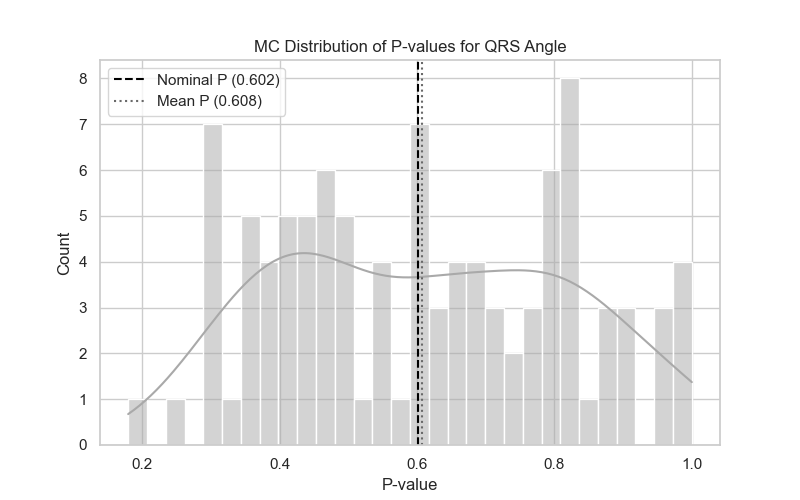 MC Distribution of P-values for QRS Angle
Nominal P (0.602)
Mean P (0.608)
Count
8
7
6
5
4
3
2
1
0
0.2 0.4 0.6 0.8 1.0
P-value